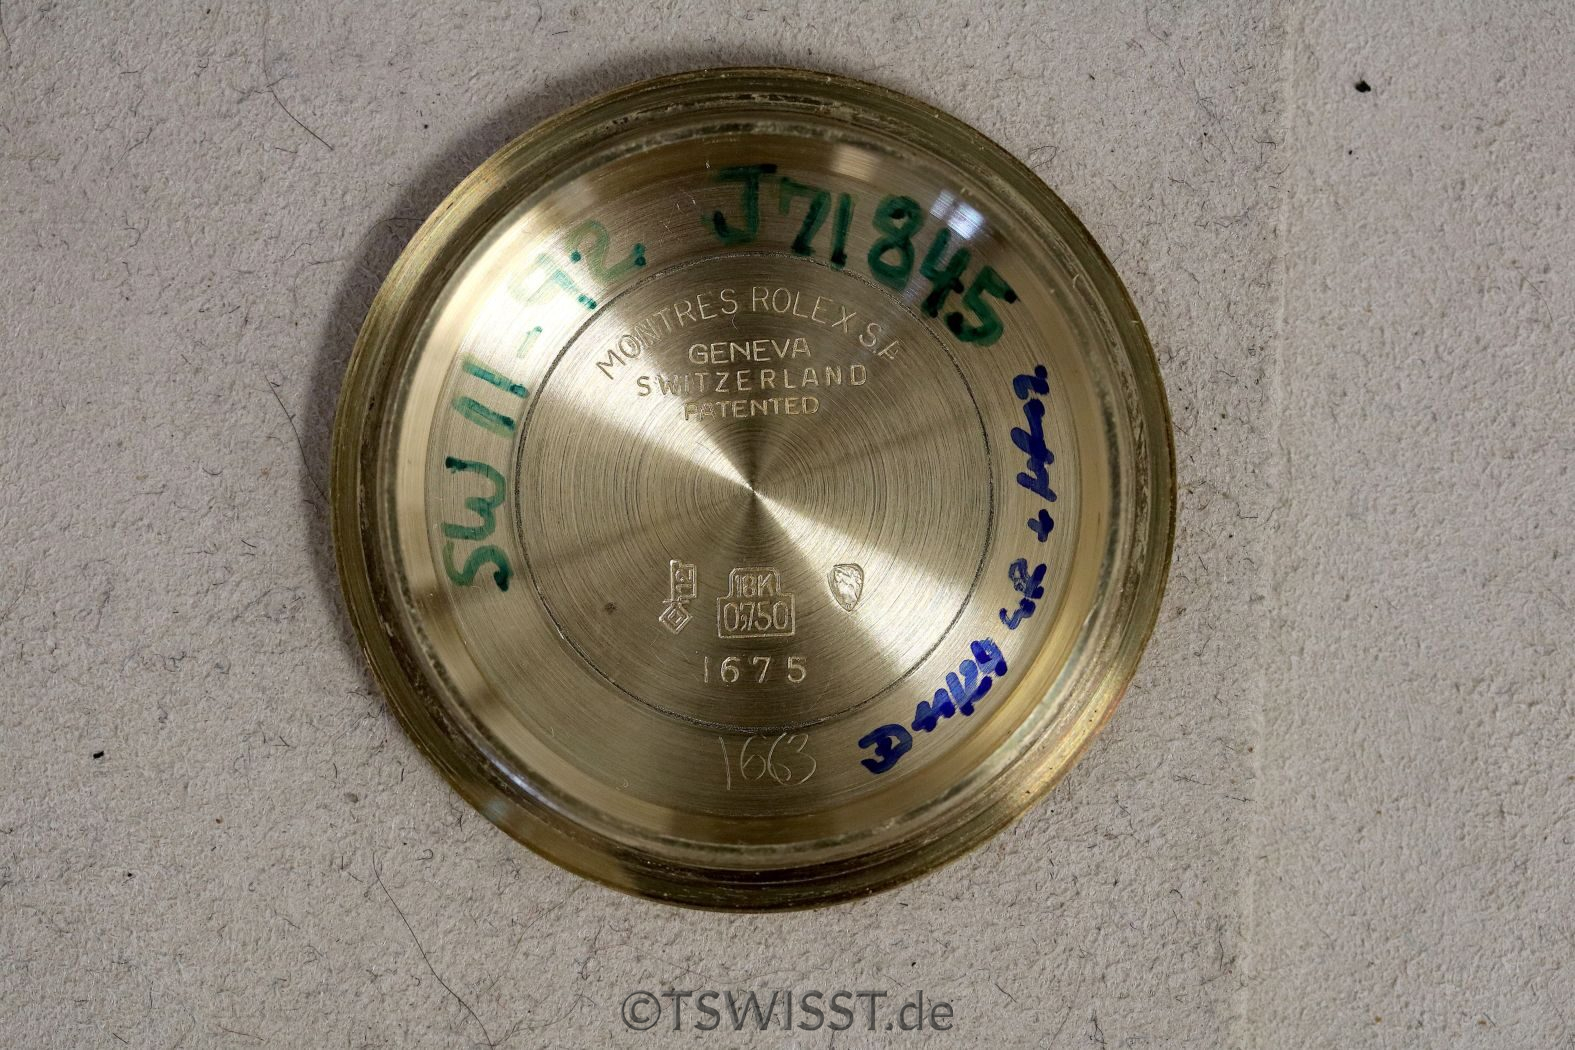 SW 11-92. J71845
MONTRES ROLEX S.A
GENEVA
SWITZERLAND
PATENTED
18K
0,750
1675
1663
©TSWISST.de